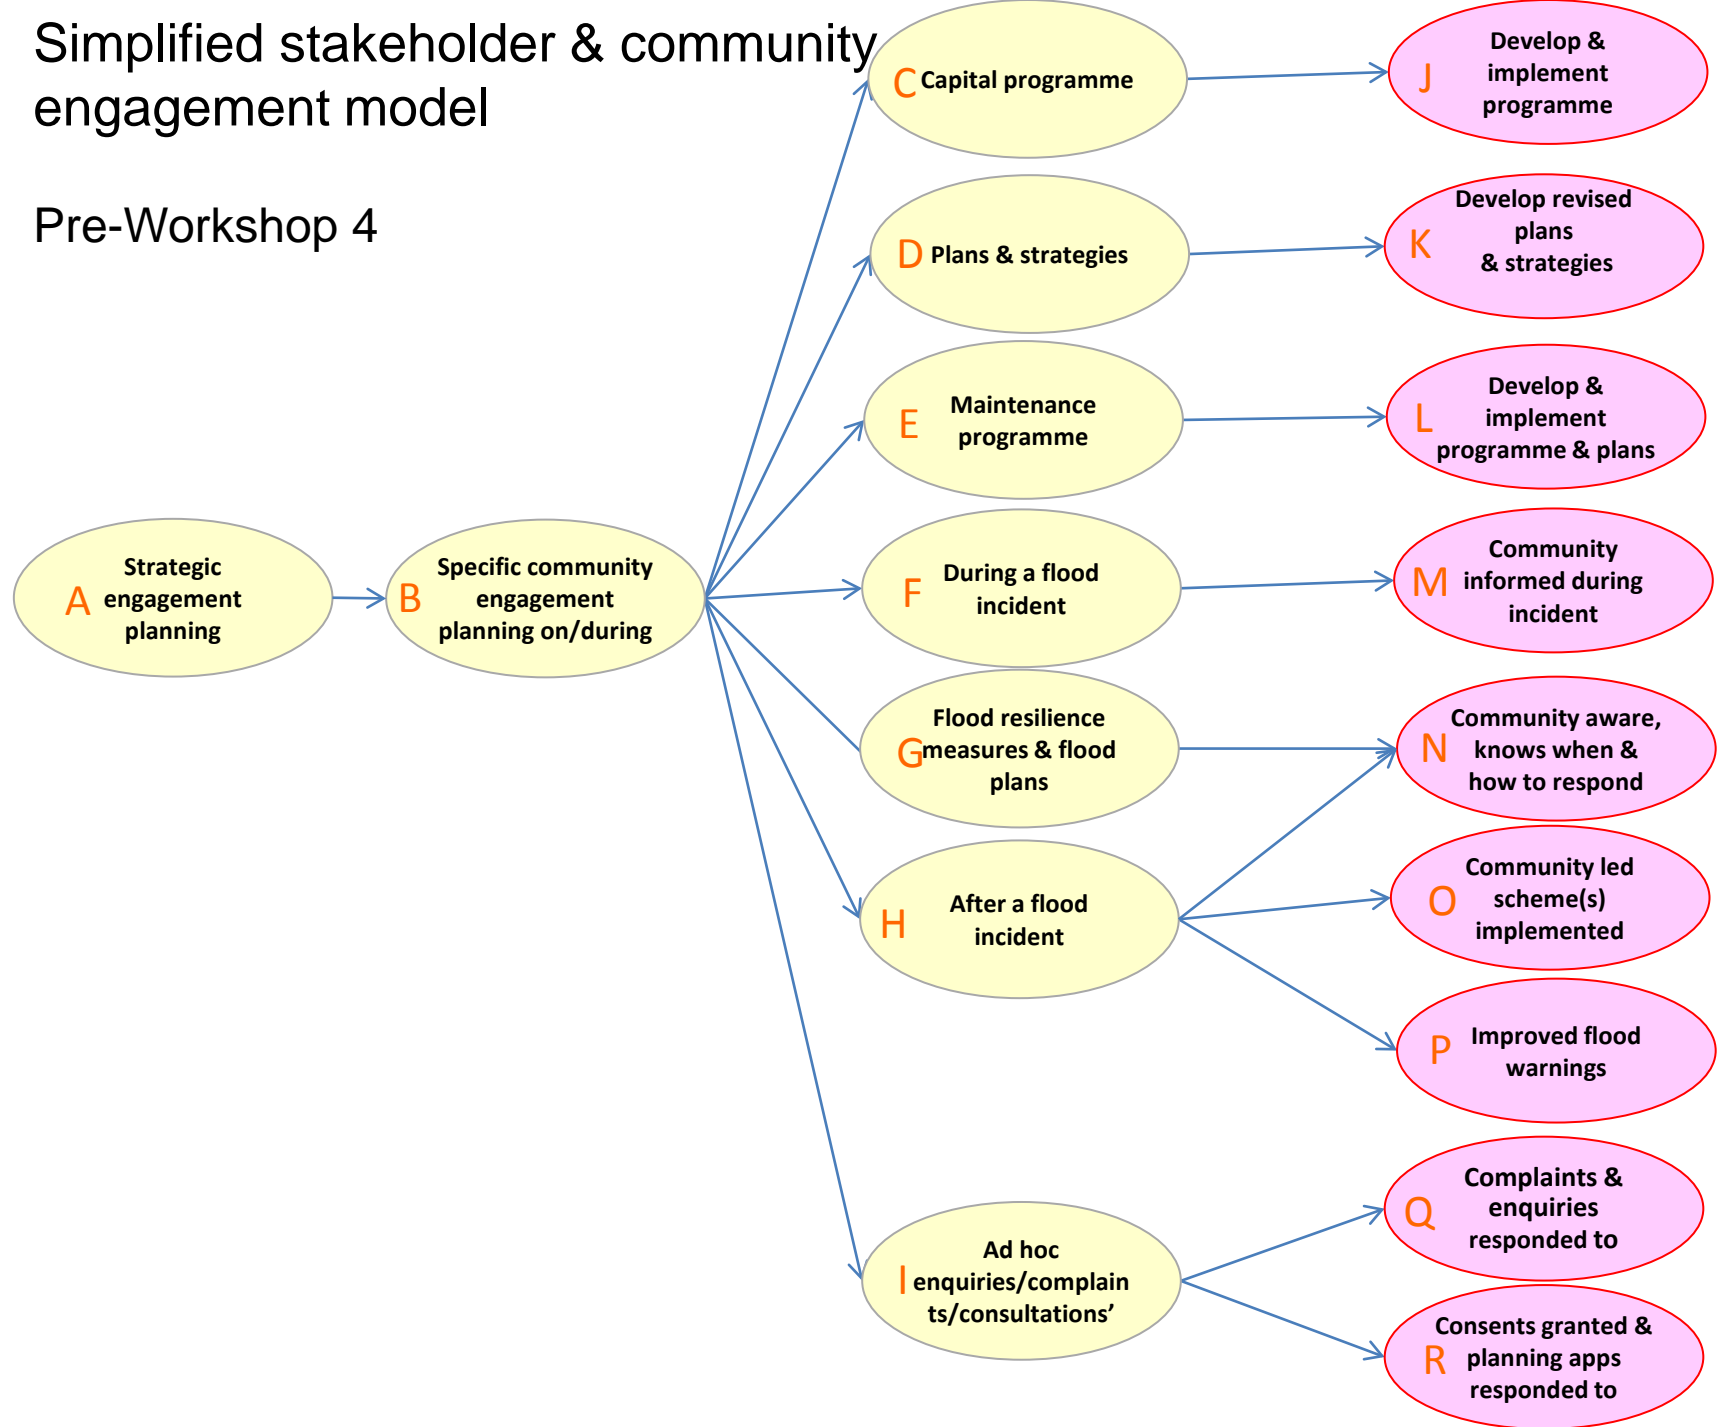 Simplified stakeholder & community
engagement model
Pre-Workshop 4
A
Strategic
engagement
planning
B
Specific community
engagement
planning on/during
C
Capital programme
D
Plans & strategies
E
Maintenance
programme
F
During a flood
incident
G
Flood resilience
measures & flood
plans
H
After a flood
incident
I
Ad hoc
enquiries/complain
ts/consultations’
J
Develop &
implement
programme
K
Develop revised
plans
& strategies
L
Develop &
implement
programme & plans
M
Community
informed during
incident
N
Community aware,
knows when &
how to respond
O
Community led
scheme(s)
implemented
P
Improved flood
warnings
Q
Complaints &
enquiries
responded to
R
Consents granted &
planning apps
responded to